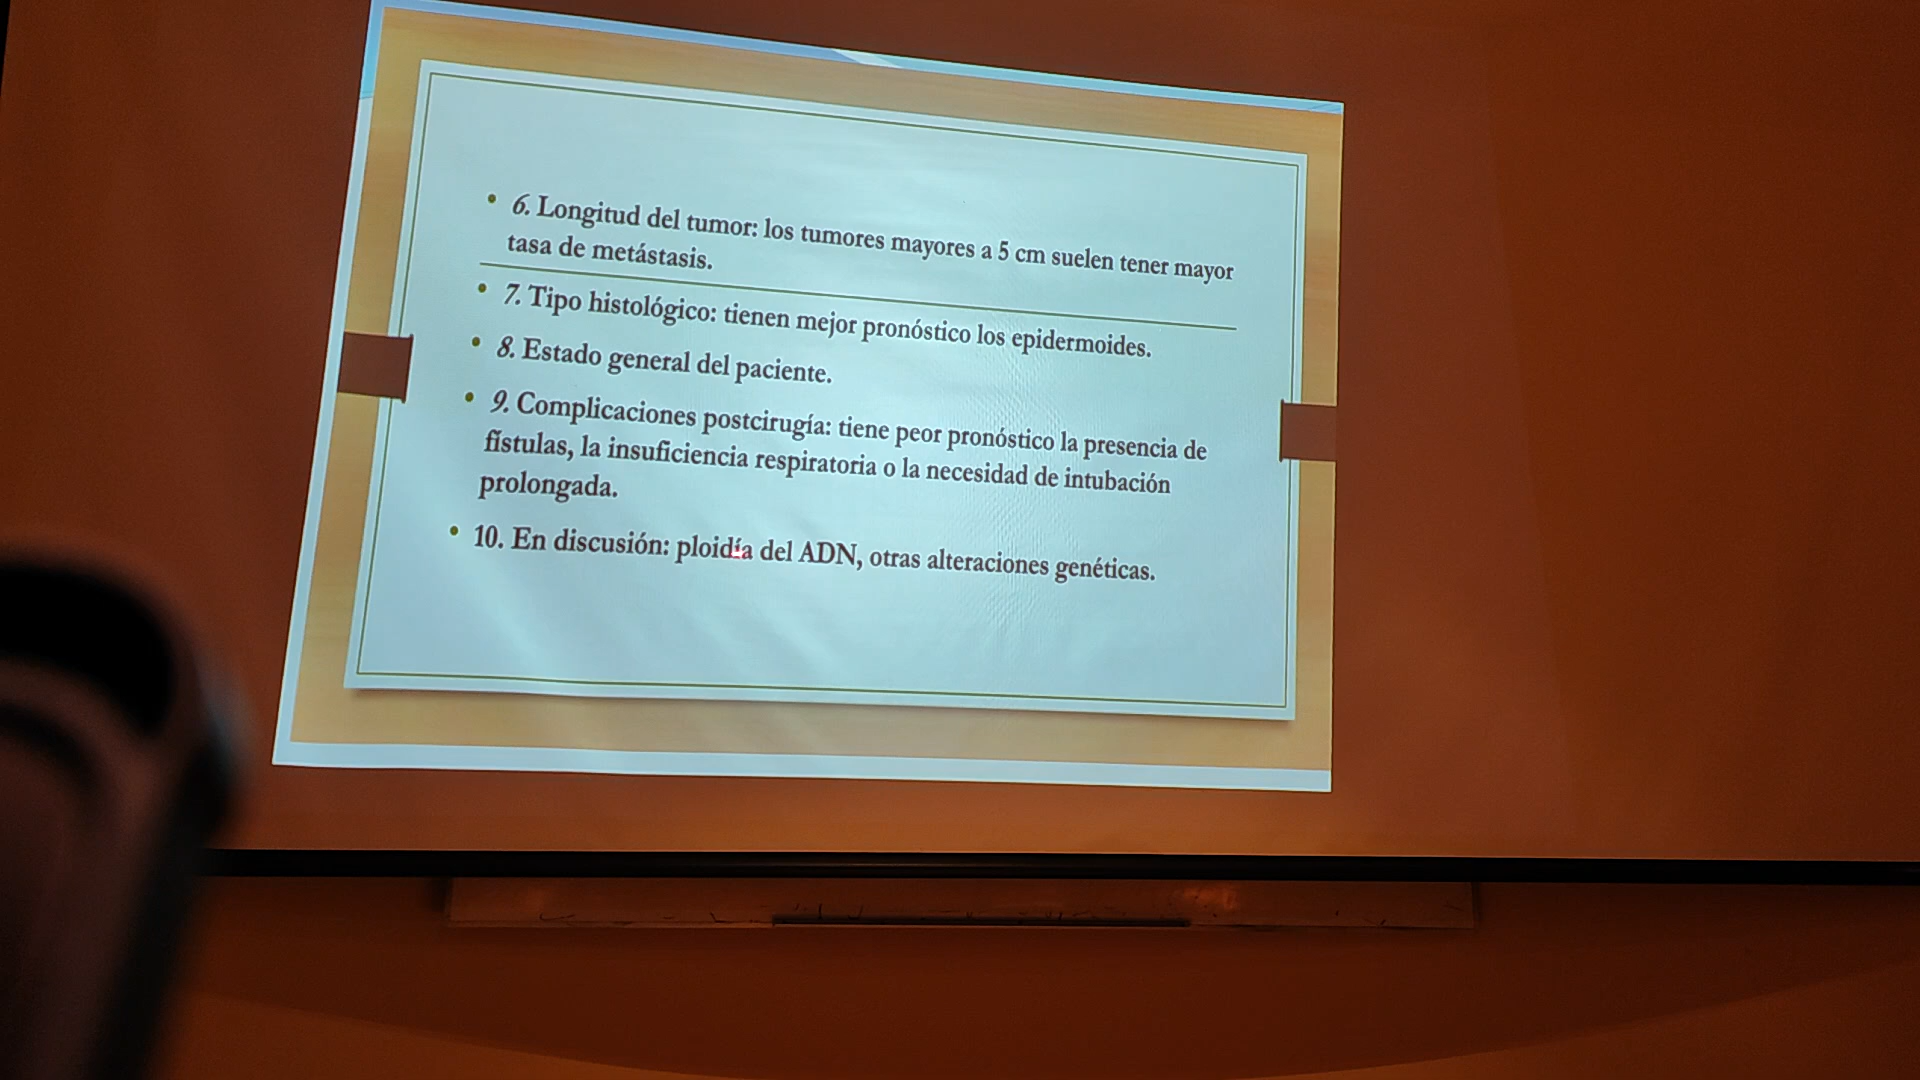 • 6. Longitud del tumor: los tumores mayores a 5 cm suelen tener mayor
tasa de metástasis.
• 7. Tipo histológico: tienen mejor pronóstico los epidermoides.
• 8. Estado general del paciente.
• 9. Complicaciones postcirugía: tiene peor pronóstico la presencia de
fístulas, la insuficiencia respiratoria o la necesidad de intubación
prolongada.
• 10. En discusión: ploidía del ADN, otras alteraciones genéticas.